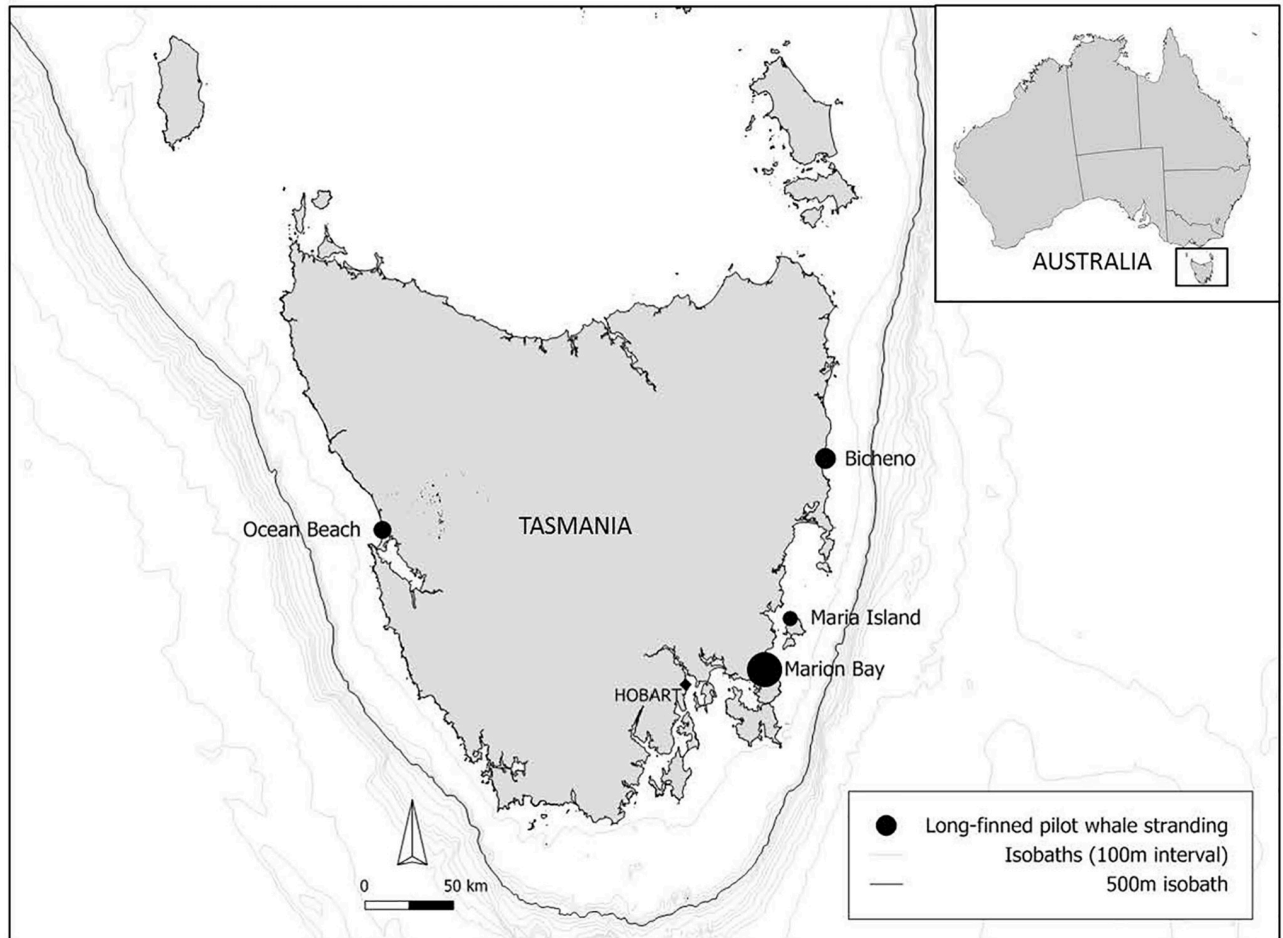 AUSTRALIA
Bicheno
Ocean Beach
TASMANIA
Maria Island
Marion Bay
HOBART
0 50 km
Long-finned pilot whale stranding
Isobaths (100m interval)
500m isobath